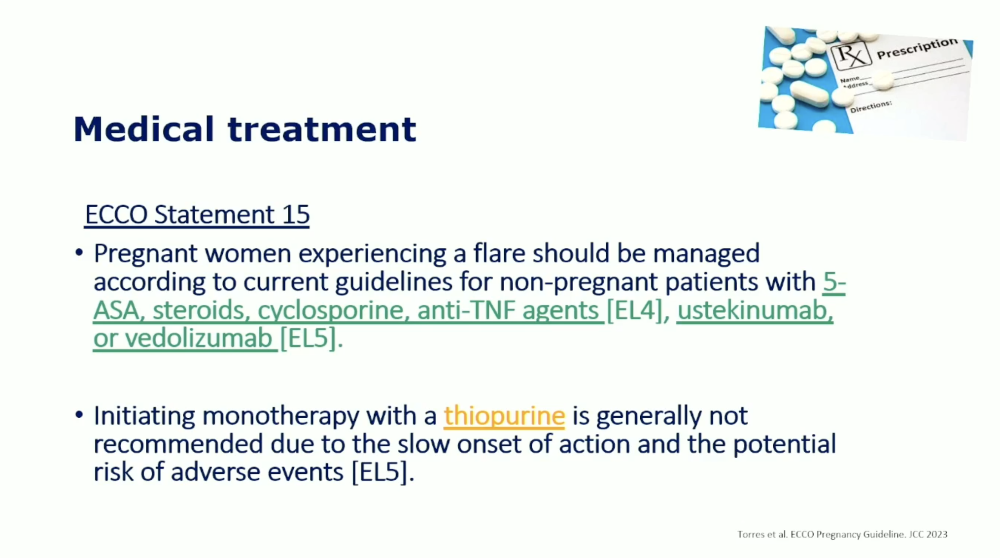 Rx Prescription
Name
Address
Directions:
Medical treatment
ECCO Statement 15
• Pregnant women experiencing a flare should be managed
according to current guidelines for non-pregnant patients with 5-
ASA, steroids, cyclosporine, anti-TNF agents [EL4], ustekinumab,
or vedolizumab [EL5].
• Initiating monotherapy with a thiopurine is generally not
recommended due to the slow onset of action and the potential
risk of adverse events [EL5].
Torres et al. ECCO Pregnancy Guideline. JCC 2023